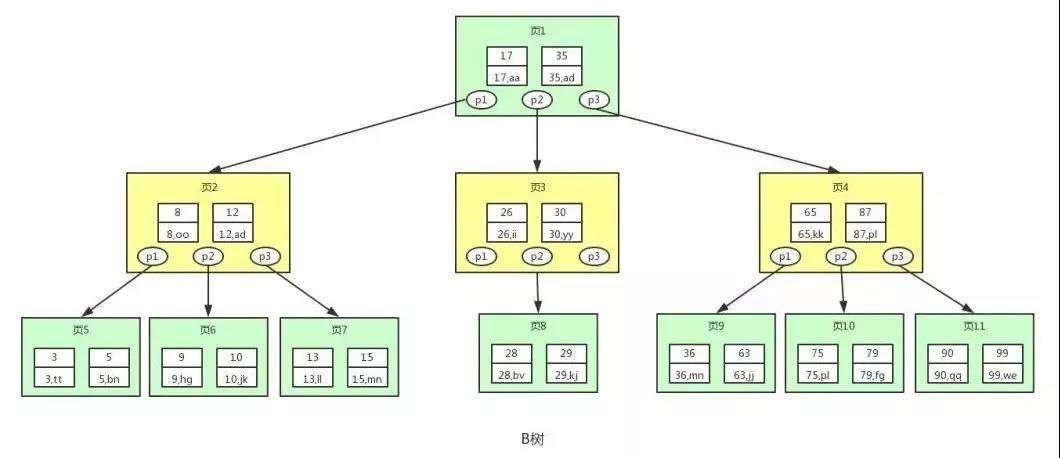 页1
17 35
17,aa 35,ad
p1 p2 p3
页2 页3 页4
8 12 26 30 65 87
8,oo 12,ad 26,ii 30,yy 65,kk 87,pl
p1 p2 p3 p1 p2 p3 p1 p2 p3
页5 页6 页7 页8 页9 页10 页11
3 5 9 10 13 15 28 29 36 63 75 79 90 99
3,tt 5,bn 9,hg 10,jk 13,ll 15,mn 28,bv 29,kj 36,mn 63,jj 75,pl 79,fg 90,qq 99,we
B树